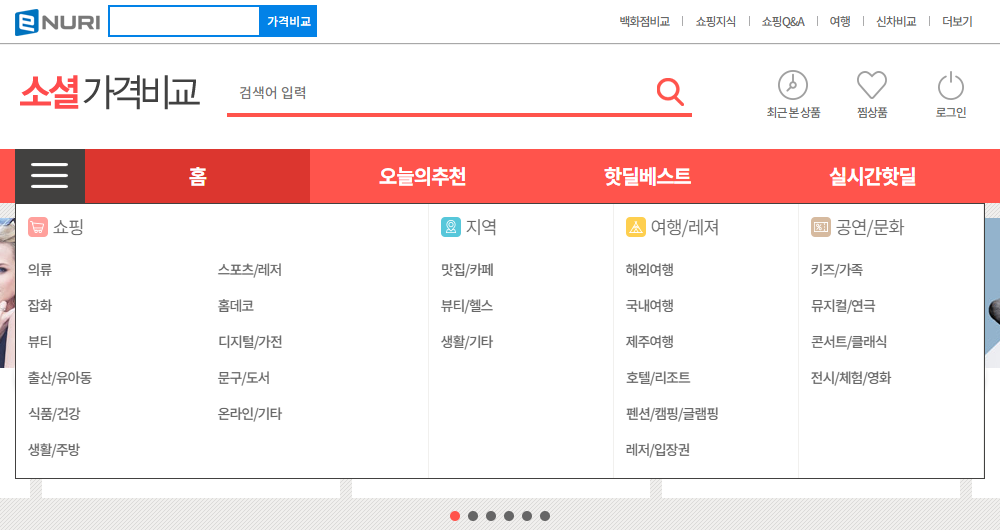 eNURI 가격비교 백화점비교 쇼핑지식 쇼핑Q&A 여행 신차비교 더보기
소셜 가격비교 검색어 입력 최근 본 상품 찜상품 로그인
홈 오늘의추천 핫딜베스트 실시간핫딜
쇼핑 지역 여행/레져 공연/문화
의류 스포츠/레저 맛집/카페 해외여행 키즈/가족
잡화 홈데코 뷰티/헬스 국내여행 뮤지컬/연극
뷰티 디지털/가전 생활/기타 제주여행 콘서트/클래식
출산/유아동 문구/도서 호텔/리조트 전시/체험/영화
식품/건강 온라인/기타 펜션/캠핑/글램핑
생활/주방 레저/입장권